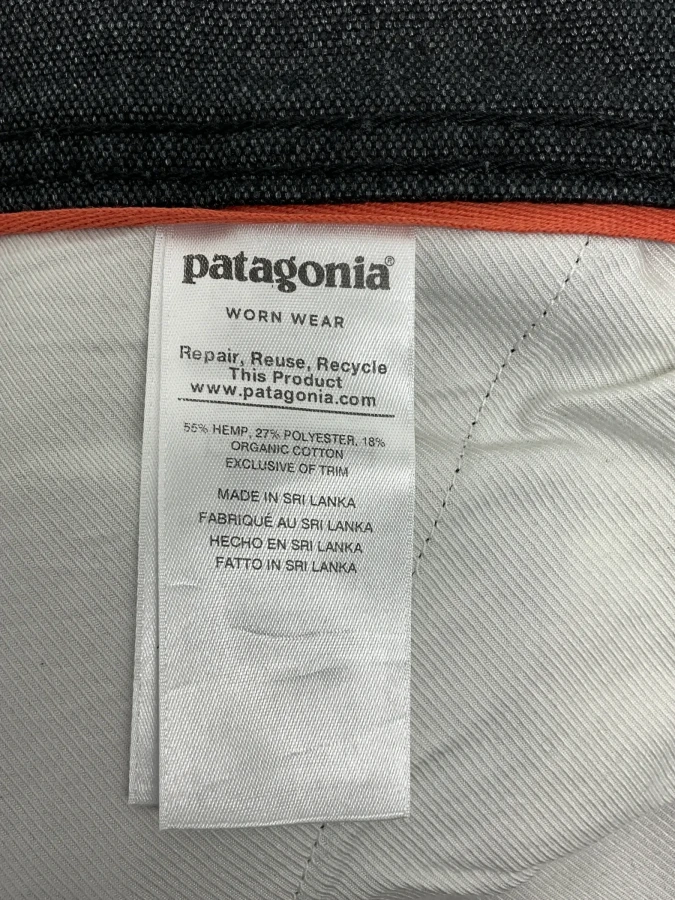 patagonia®
WORN WEAR
Repair, Reuse, Recycle
This Product
www.patagonia.com
55% HEMP, 27% POLYESTER, 18%
ORGANIC COTTON
EXCLUSIVE OF TRIM
MADE IN SRI LANKA
FABRIQUÉ AU SRI LANKA
HECHO EN SRI LANKA
FATTO IN SRI LANKA